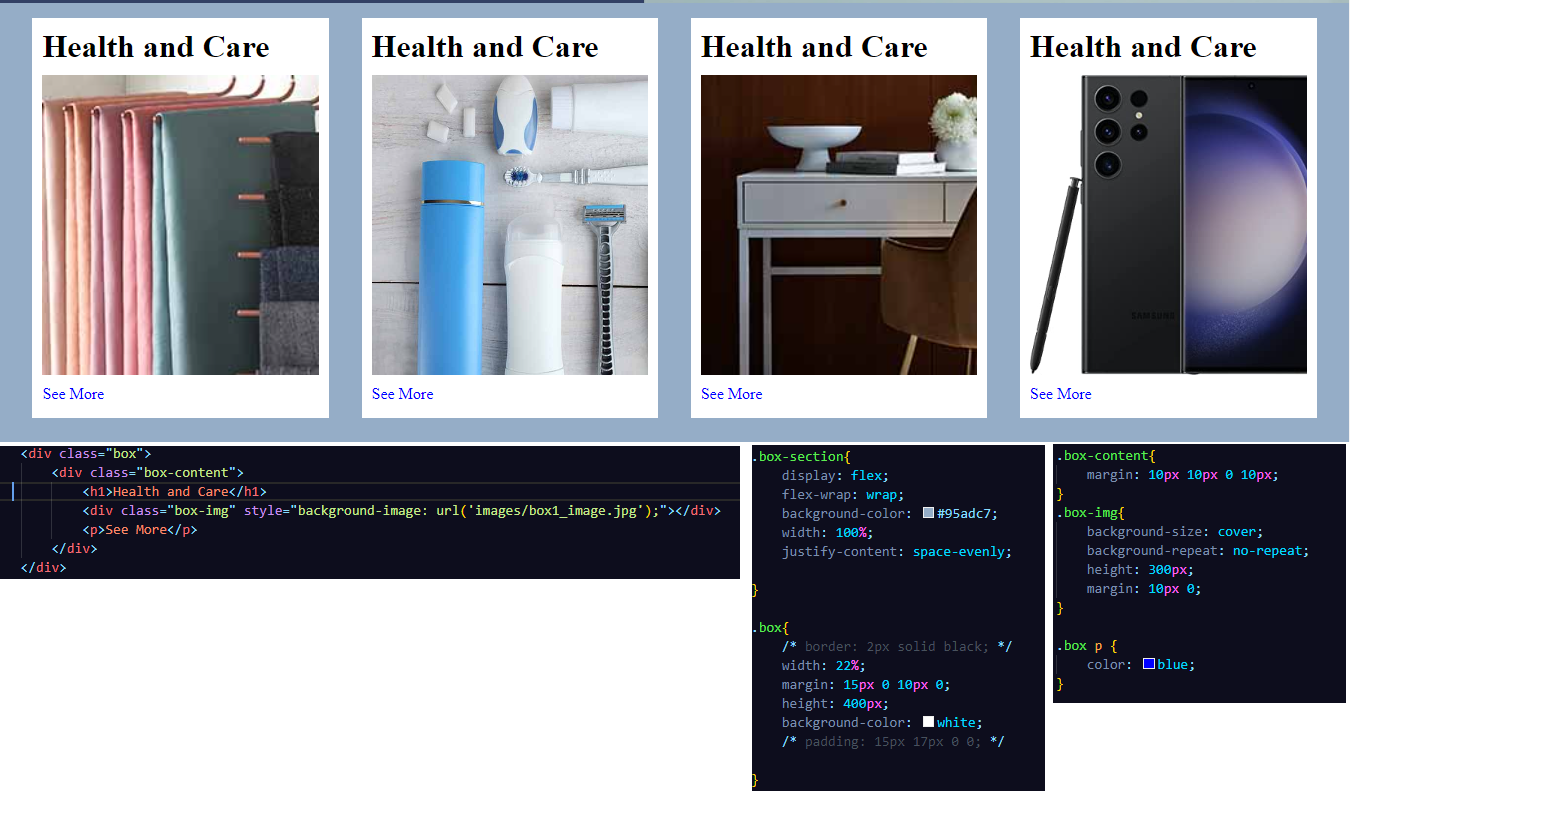 Health and Care
Health and Care
Health and Care
Health and Care
SAMSUNG
See More
See More
See More
See More
<div class="box">
<div class="box-content">
<h1>Health and Care</h1>
<div class="box-img" style="background-image: url('images/box1_image.jpg');"></div>
<p>See More</p>
</div>
</div>
.box-section{
display: flex;
flex-wrap: wrap;
background-color: #95adc7;
width: 100%;
justify-content: space-evenly;
}
.box{
/* border: 2px solid black; */
width: 22%;
margin: 15px 0 10px 0;
height: 400px;
background-color: white;
/* padding: 15px 17px 0 0; */
}
.box-content{
margin: 10px 10px 0 10px;
}
.box-img{
background-size: cover;
background-repeat: no-repeat;
height: 300px;
margin: 10px 0;
}
.box p {
color: blue;
}